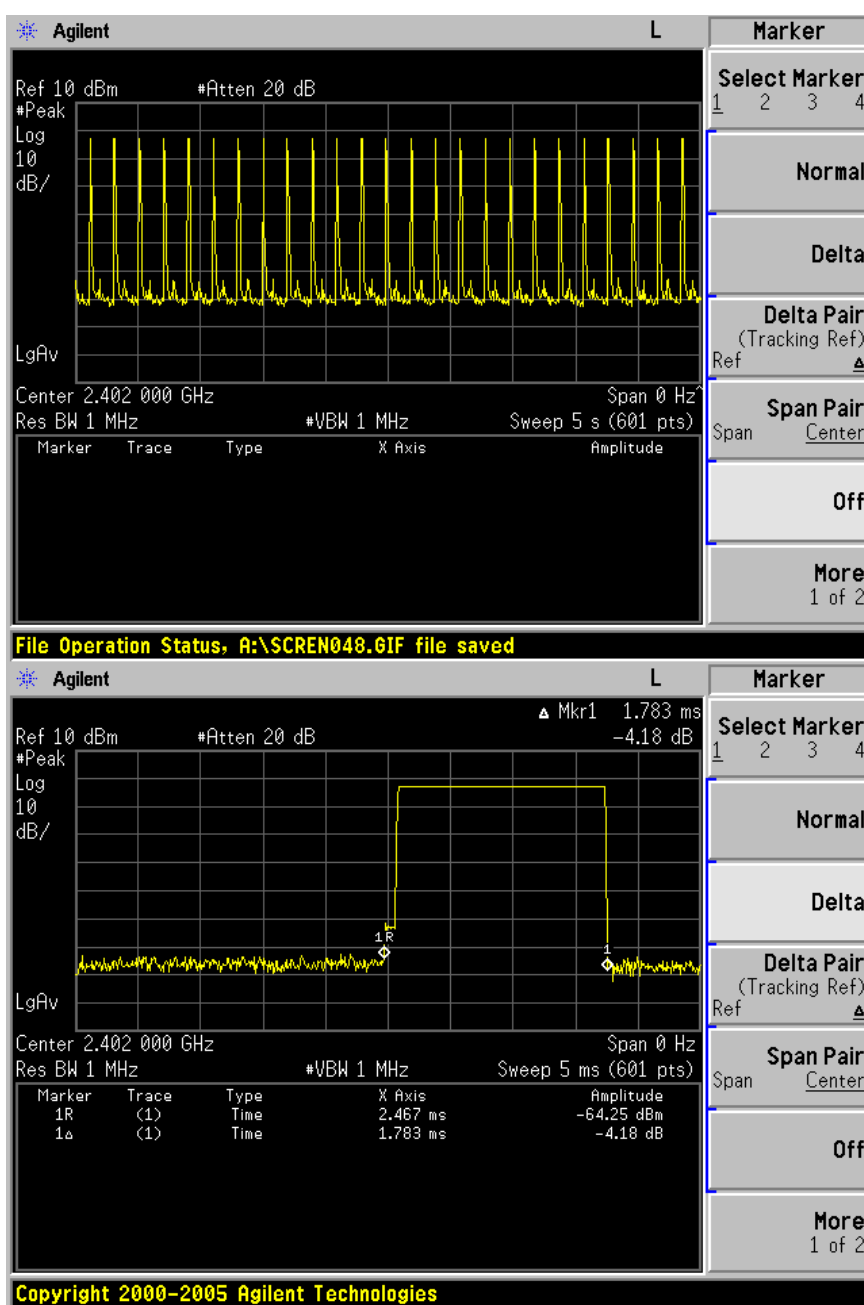 Agilent L Marker
Ref 10 dBm #Atten 20 dB
#Peak
Log
10
dB/
LgAv
Center 2.402 000 GHz Span 0 Hz^
Res BW 1 MHz #VBW 1 MHz Sweep 5 s (601 pts)
Marker Trace Type X Axis Amplitude
Select Marker
1 2 3 4
Normal
Delta
Delta Pair
(Tracking Ref)
Ref Δ
Span Pair
Span Center
Off
More
1 of 2
File Operation Status, A:\SCREN048.GIF file saved
Agilent L Marker
Δ Mkr1 1.783 ms
Ref 10 dBm #Atten 20 dB -4.18 dB
#Peak
Log
10
dB/
1R
1
LgAv
Center 2.402 000 GHz Span 0 Hz
Res BW 1 MHz #VBW 1 MHz Sweep 5 ms (601 pts)
Marker Trace Type X Axis Amplitude
1R (1) Time 2.467 ms -64.25 dBm
1Δ (1) Time 1.783 ms -4.18 dB
Select Marker
1 2 3 4
Normal
Delta
Delta Pair
(Tracking Ref)
Ref Δ
Span Pair
Span Center
Off
More
1 of 2
Copyright 2000-2005 Agilent Technologies